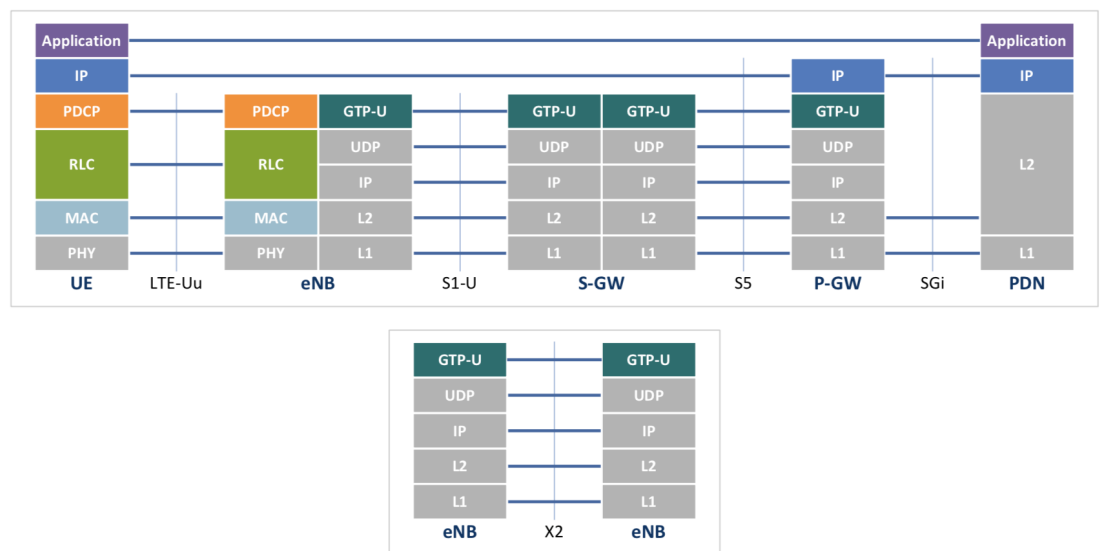 Application Application
IP IP IP
PDCP PDCP GTP-U GTP-U GTP-U GTP-U
UDP UDP UDP UDP
RLC RLC L2
IP IP IP IP
MAC MAC L2 L2 L2 L2
PHY PHY L1 L1 L1 L1 L1
UE LTE-Uu eNB S1-U S-GW S5 P-GW SGi PDN
GTP-U GTP-U
UDP UDP
IP IP
L2 L2
L1 L1
eNB X2 eNB